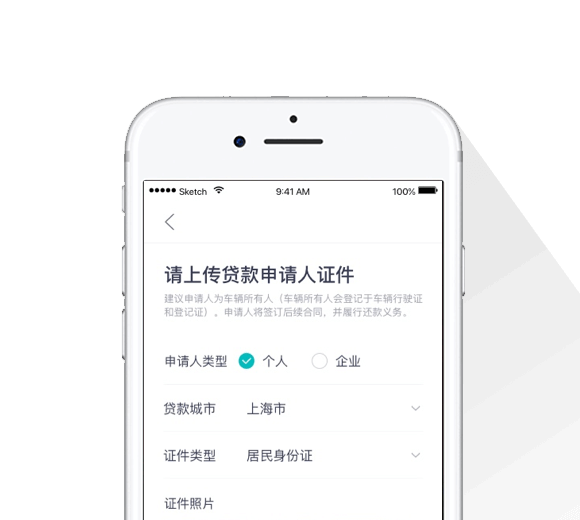 Sketch 9:41 AM 100%
请上传贷款申请人证件
建议申请人为车辆所有人（车辆所有人会登记于车辆行驶证
和登记证）。申请人将签订后续合同，并履行还款义务。
申请人类型 个人 企业
贷款城市 上海市
证件类型 居民身份证
证件照片